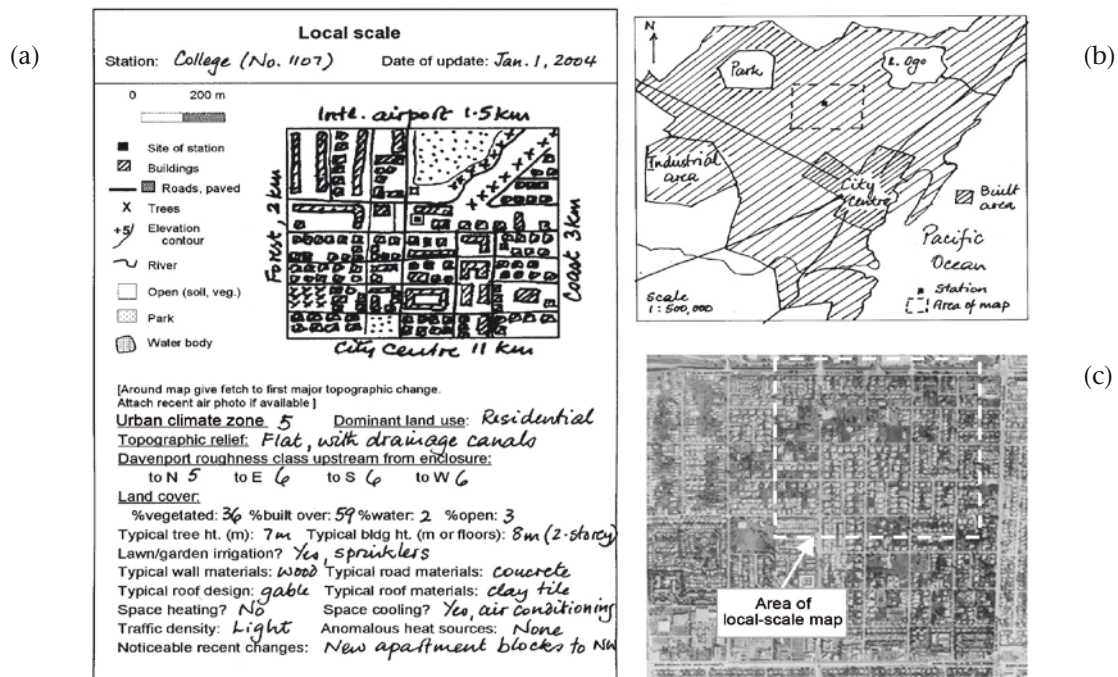 (a)
Local scale
Station: College (No. 1107) Date of update: Jan. 1, 2004
0 200 m
Site of station
Buildings
Roads, paved
X Trees
+5 Elevation
contour
River
Open (soil, veg.)
Park
Water body
Intl. airport 1.5 km
Forest, 2 km
Coast 3 km
City Centre 11 km
[Around map give fetch to first major topographic change.
Attach recent air photo if available ]
Urban climate zone 5 Dominant land use: Residential
Topographic relief: Flat, with drainage canals
Davenport roughness class upstream from enclosure:
to N 5 to E 6 to S 6 to W 6
Land cover:
%vegetated: 36 %built over: 59 %water: 2 %open: 3
Typical tree ht. (m): 7m Typical bldg ht. (m or floors): 8m (2-storey)
Lawn/garden irrigation? Yes, sprinklers
Typical wall materials: wood Typical road materials: concrete
Typical roof design: gable Typical roof materials: clay tile
Space heating? No Space cooling? Yes, air conditioning
Traffic density: Light Anomalous heat sources: None
Noticeable recent changes: New apartment blocks to NW
(b)
N
Park
L. Ogo
Industrial
area
City
Centre
Built
area
Pacific
Ocean
Station
Area of map
Scale
1:500,000
(c)
Area of
local-scale map